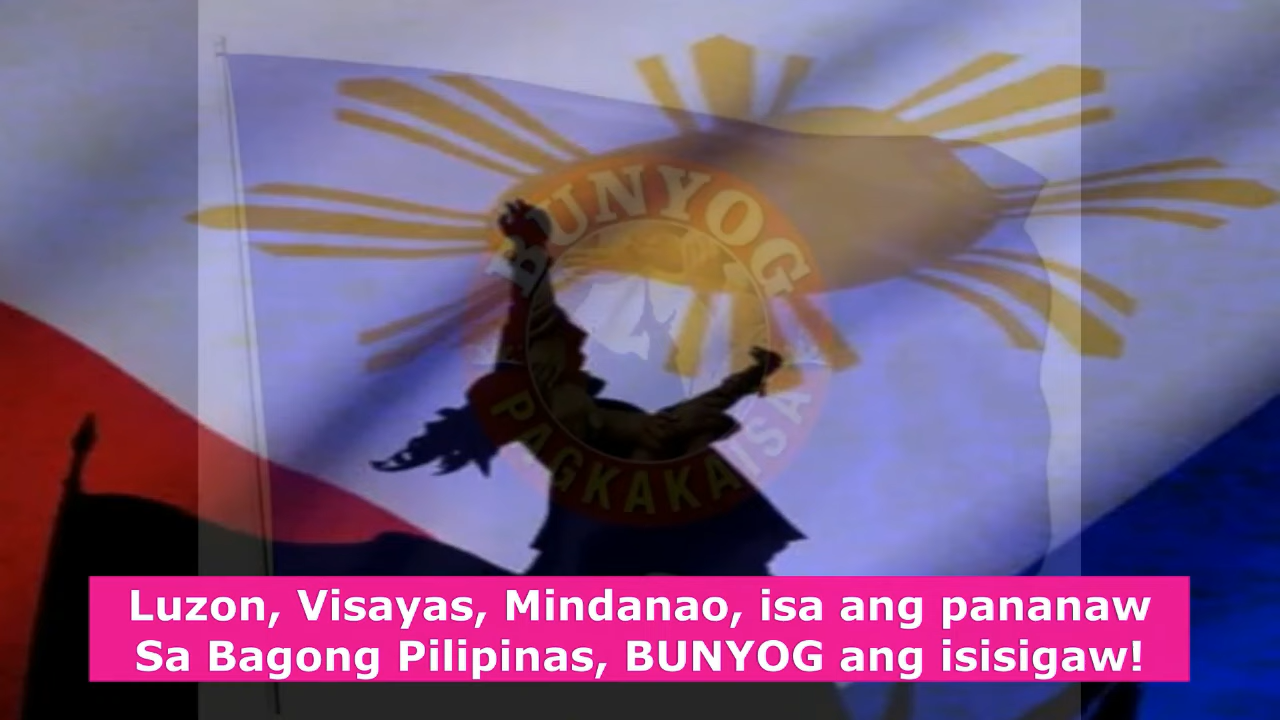 BUNYOG
PAGKAKAISA
Luzon, Visayas, Mindanao, isa ang pananaw
Sa Bagong Pilipinas, BUNYOG ang isisigaw!